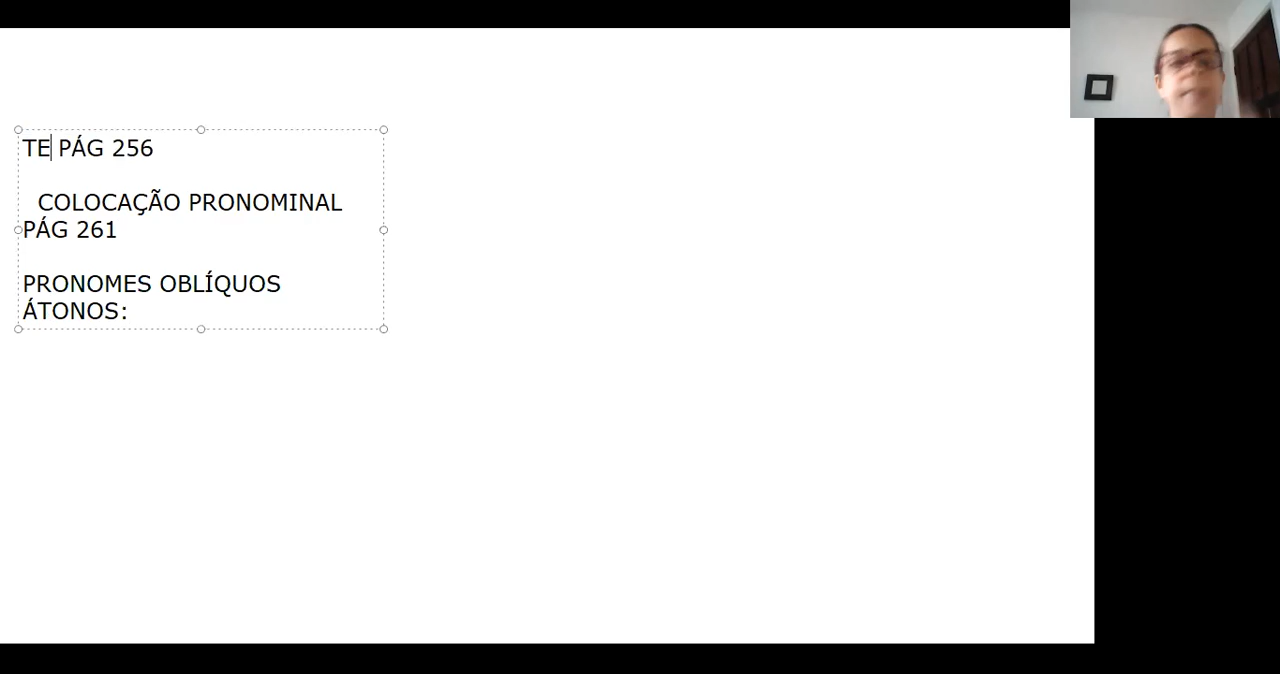 TE PÁG 256
COLOCAÇÃO PRONOMINAL
PÁG 261
PRONOMES OBLÍQUOS
ÁTONOS: